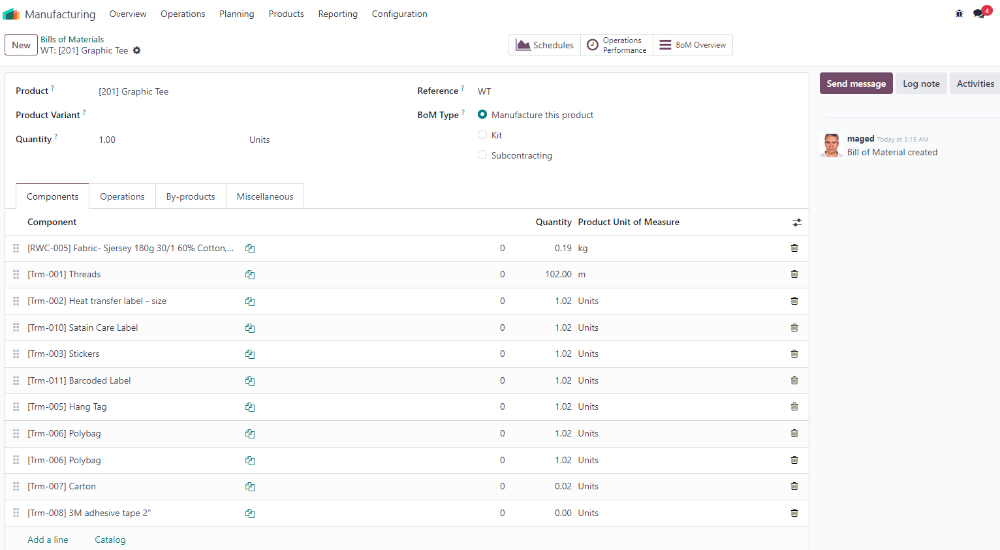 Manufacturing Overview Operations Planning Products Reporting Configuration 4
New Bills of Materials
WT: [201] Graphic Tee
Schedules Operations Performance BoM Overview
Product ? [201] Graphic Tee
Product Variant ?
Quantity ? 1.00 Units
Reference ? WT
BoM Type ? Manufacture this product
Kit
Subcontracting
Components Operations By-products Miscellaneous
Component Quantity Product Unit of Measure
[RWC-005] Fabric- Sjersey 180g 30/1 60% Cotton,... 0 0.19 kg
[Trm-001] Threads 0 102.00 m
[Trm-002] Heat transfer label - size 0 1.02 Units
[Trm-010] Satain Care Label 0 1.02 Units
[Trm-003] Stickers 0 1.02 Units
[Trm-011] Barcoded Label 0 1.02 Units
[Trm-005] Hang Tag 0 1.02 Units
[Trm-006] Polybag 0 1.02 Units
[Trm-006] Polybag 0 1.02 Units
[Trm-007] Carton 0 0.02 Units
[Trm-008] 3M adhesive tape 2" 0 0.00 Units
Add a line Catalog
Send message Log note Activities
maged Today at 3:15 AM
Bill of Material created